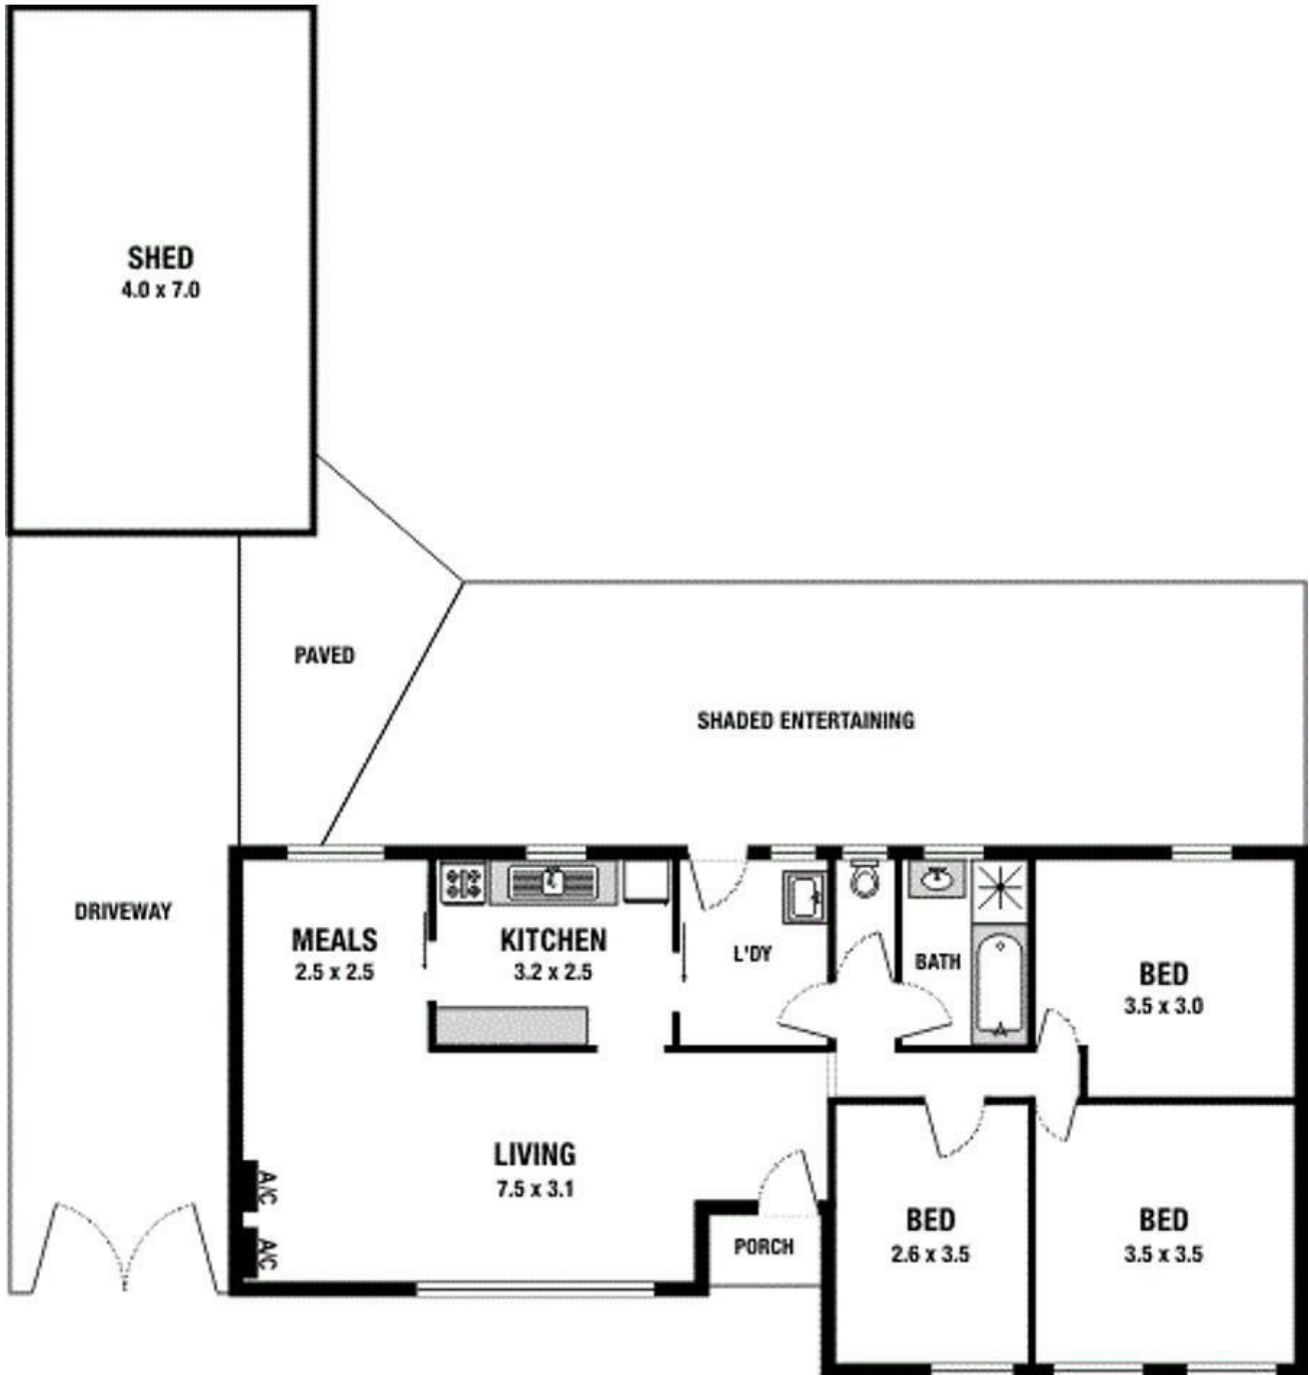 SHED
4.0 x 7.0
PAVED
SHADED ENTERTAINING
DRIVEWAY
MEALS
2.5 x 2.5
KITCHEN
3.2 x 2.5
L'DY
BATH
BED
3.5 x 3.0
LIVING
7.5 x 3.1
A/C
A/C
PORCH
BED
2.6 x 3.5
BED
3.5 x 3.5